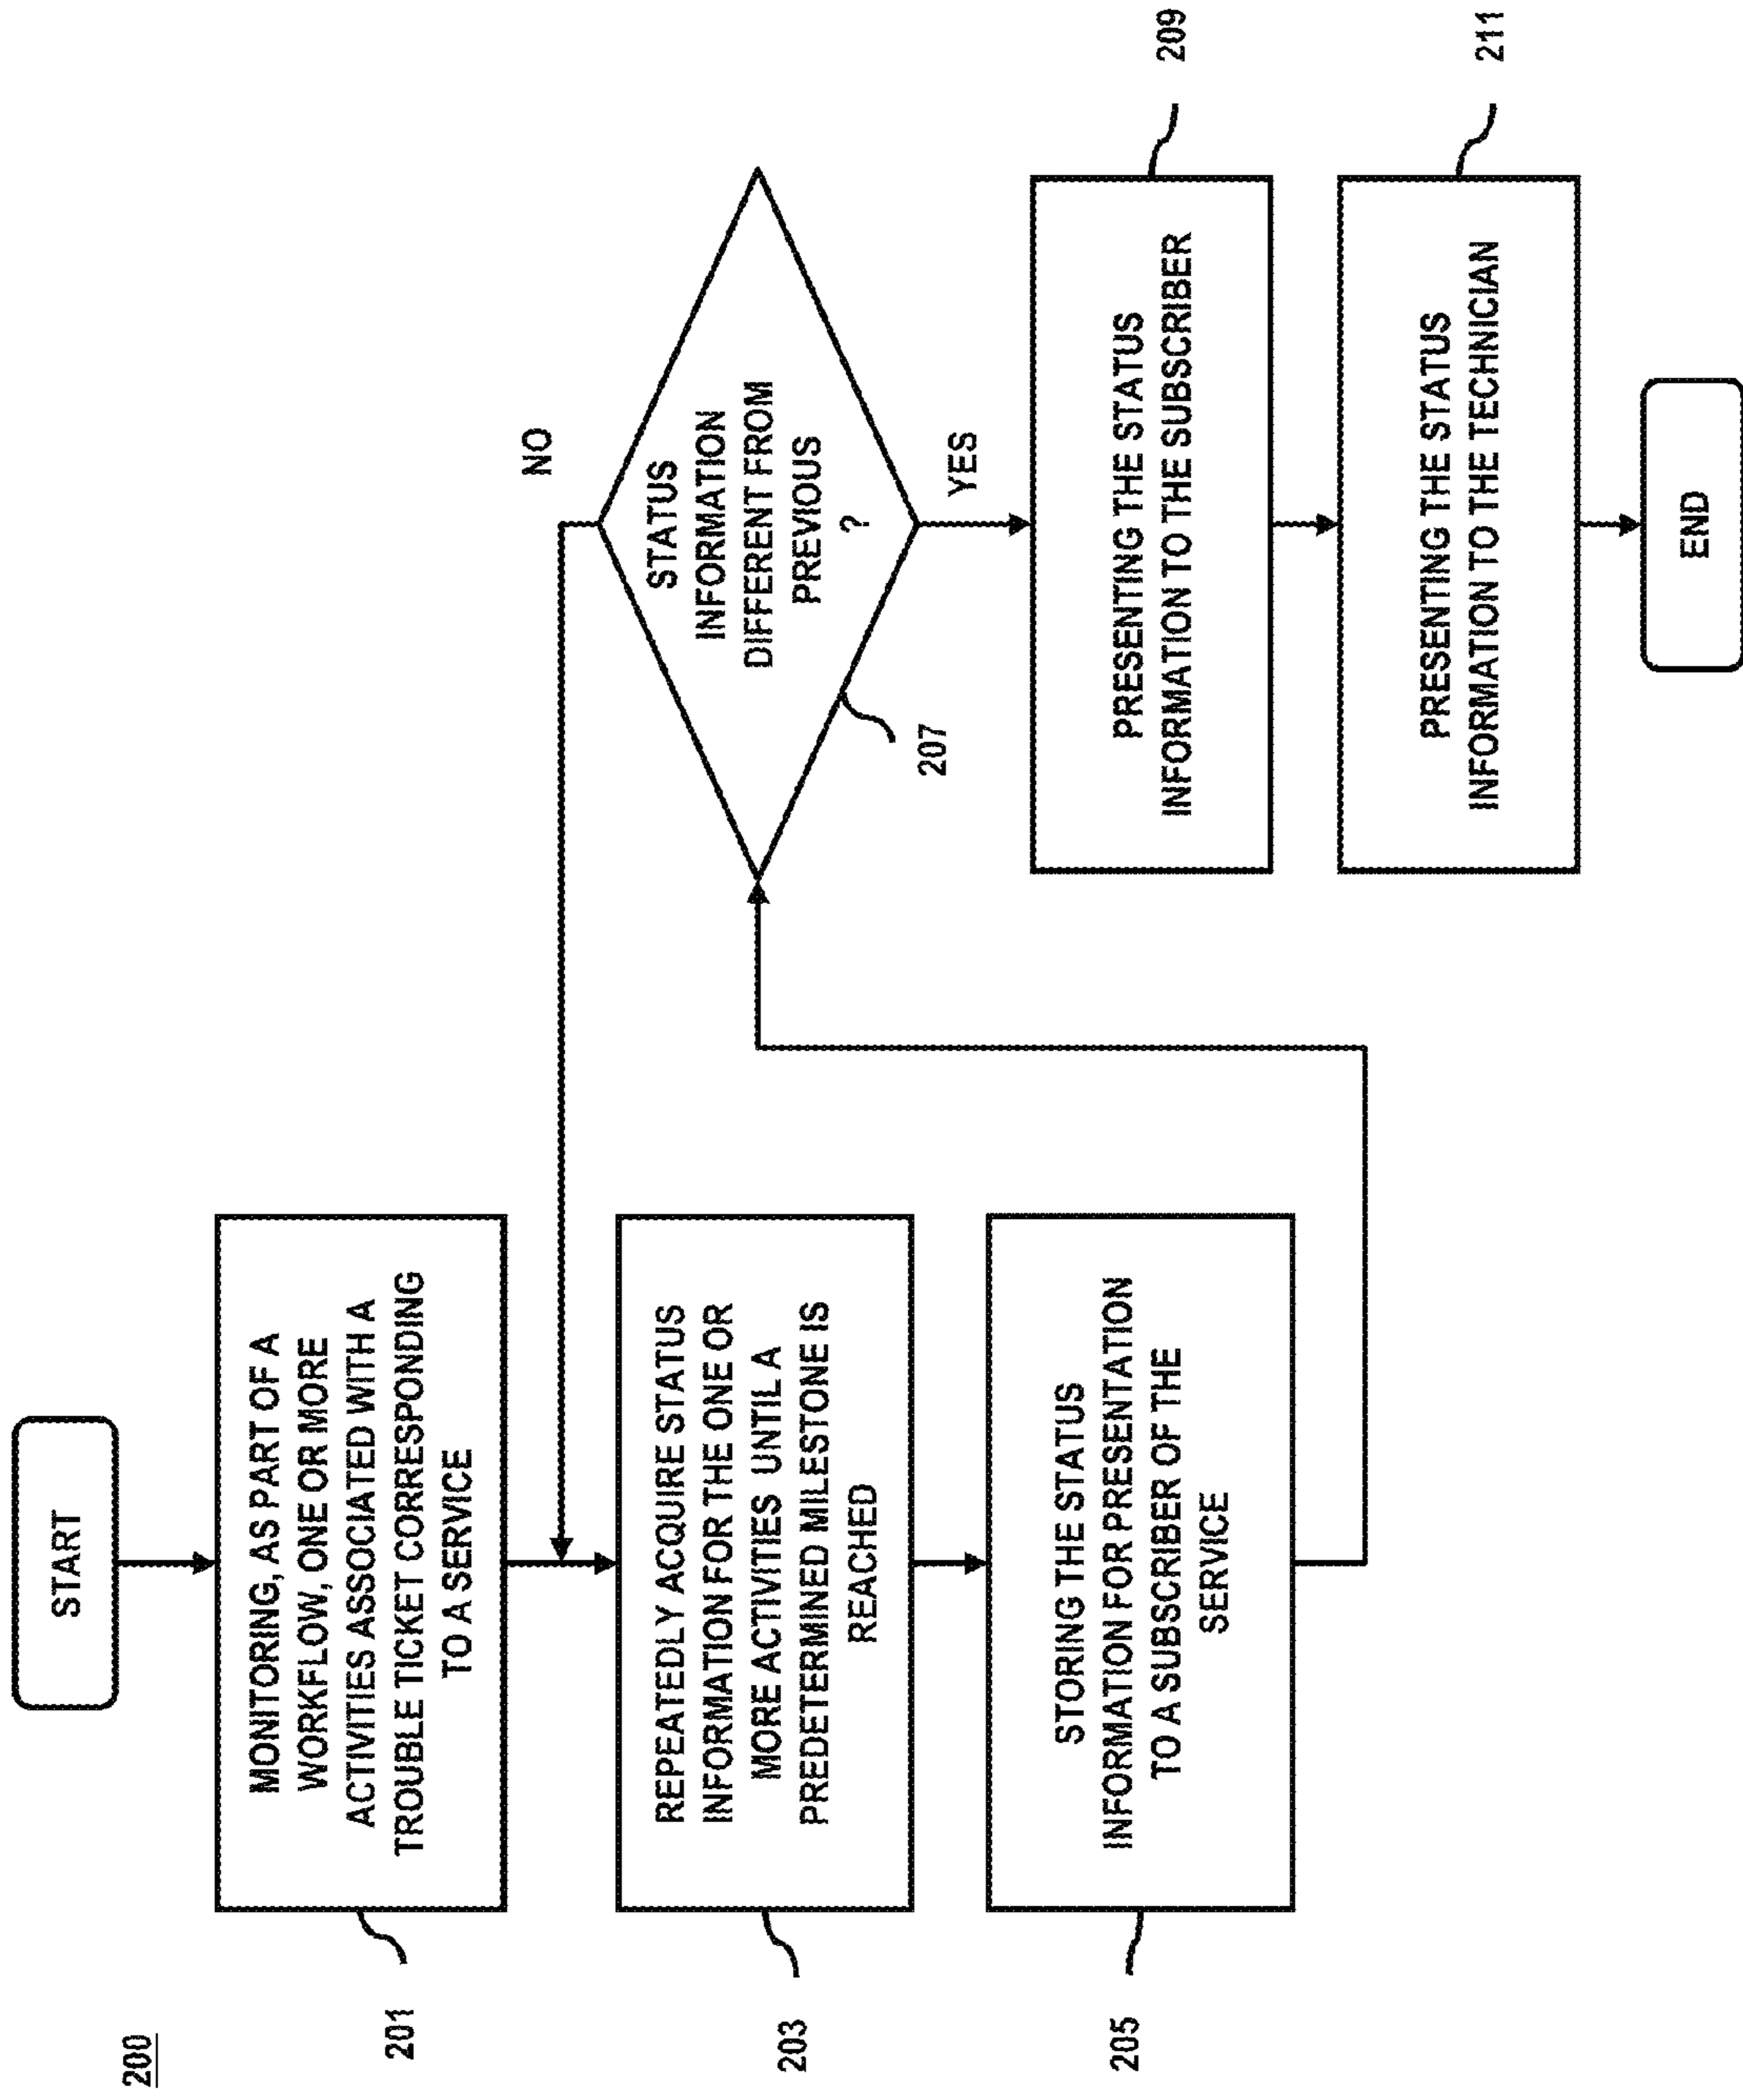 200
START
MONITORING, AS PART OF A
WORKFLOW, ONE OR MORE
ACTIVITIES ASSOCIATED WITH A
TROUBLE TICKET CORRESPONDING
TO A SERVICE
201
REPEATEDLY ACQUIRE STATUS
INFORMATION FOR THE ONE OR
MORE ACTIVITIES UNTIL A
PREDETERMINED MILESTONE IS
REACHED
203
STORING THE STATUS
INFORMATION FOR PRESENTATION
TO A SUBSCRIBER OF THE
SERVICE
205
NO
STATUS
INFORMATION
DIFFERENT FROM
PREVIOUS
?
207
YES
PRESENTING THE STATUS
INFORMATION TO THE SUBSCRIBER
209
PRESENTING THE STATUS
INFORMATION TO THE TECHNICIAN
211
END